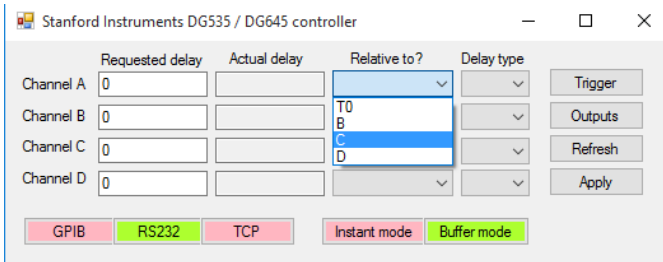 Stanford Instruments DG535 / DG645 controller
Requested delay Actual delay Relative to? Delay type
Channel A 0 Trigger
T0
Channel B 0 Outputs
B
Channel C 0 C Refresh
D
Channel D 0 Apply
GPIB RS232 TCP Instant mode Buffer mode